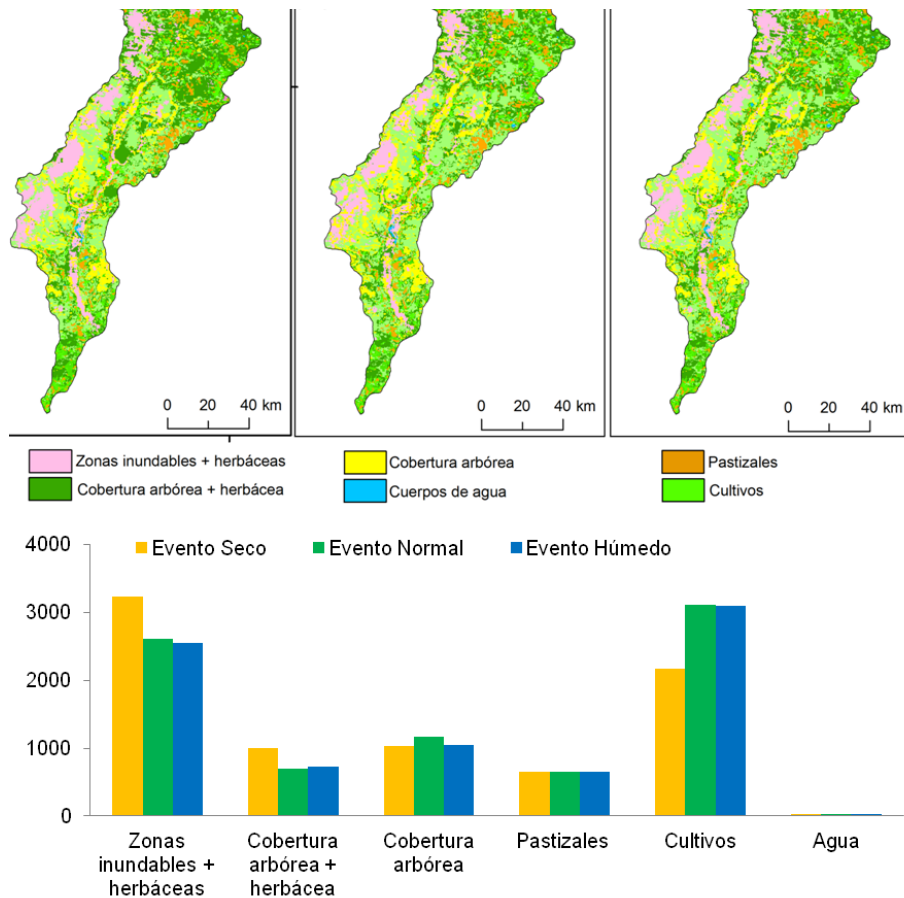 0 20 40 km
0 20 40 km
0 20 40 km
Zonas inundables + herbáceas
Cobertura arbórea
Pastizales
Cobertura arbórea + herbácea
Cuerpos de agua
Cultivos
Evento Seco
Evento Normal
Evento Húmedo
4000
3000
2000
1000
0
Zonas
inundables +
herbáceas
Cobertura
arbórea +
herbácea
Cobertura
arbórea
Pastizales
Cultivos
Agua